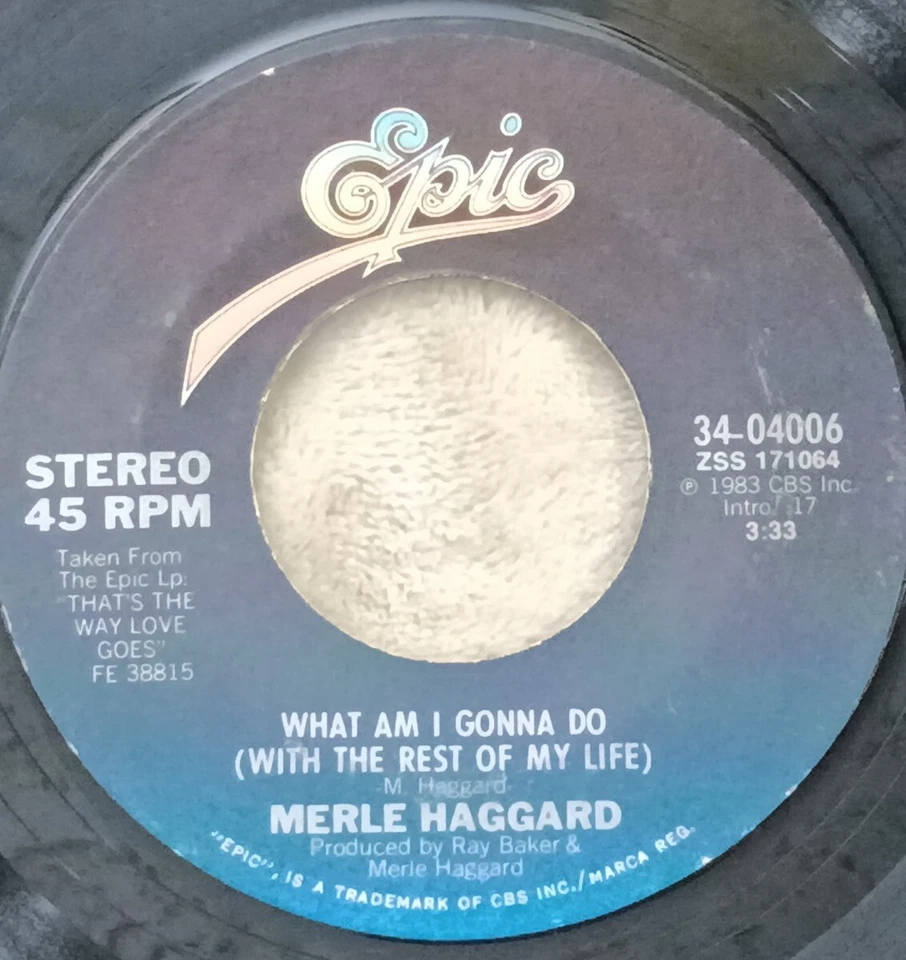 Epic
STEREO
45 RPM
Taken From
The Epic Lp:
"THAT'S THE
WAY LOVE
GOES"
FE 38815
34-04006
ZSS 171064
℗ 1983 CBS Inc.
Intro/:17
3:33
WHAT AM I GONNA DO
(WITH THE REST OF MY LIFE)
M. Haggard
MERLE HAGGARD
Produced by Ray Baker &
Merle Haggard
"EPIC", IS A TRADEMARK OF CBS INC./MARCA REG.